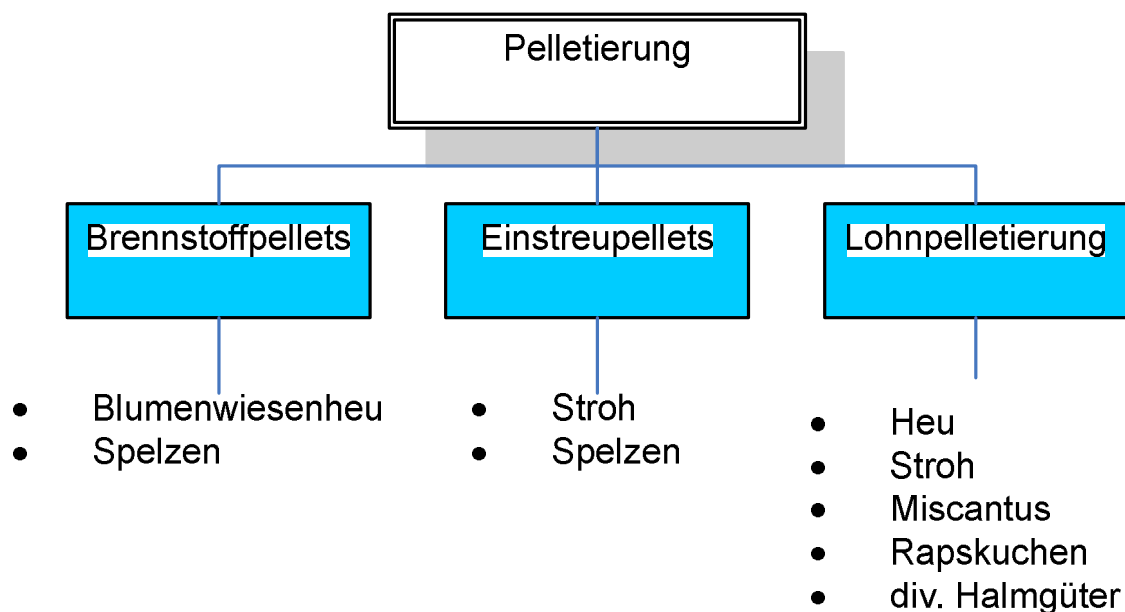 Pelletierung
Brennstoffpellets
Einstreupellets
Lohnpelletierung
• Blumenwiesenheu
• Spelzen
• Stroh
• Spelzen
• Heu
• Stroh
• Miscantus
• Rapskuchen
• div. Halmgüter